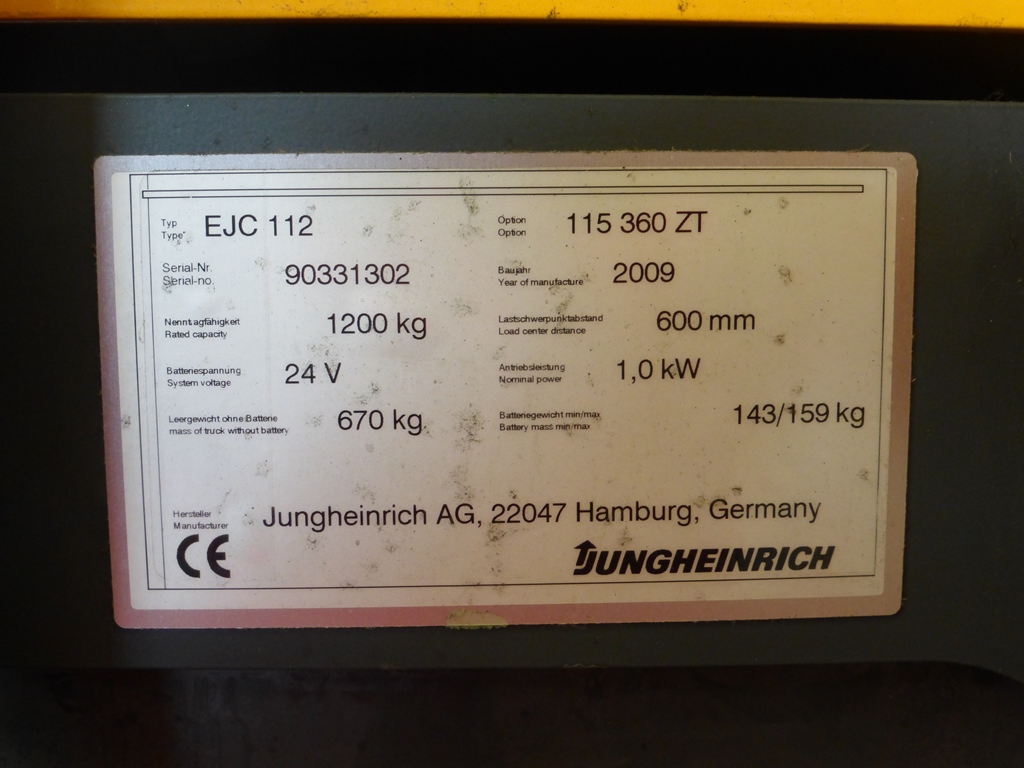 Typ EJC 112 Option 115 360 ZT
Type Option
Serial-Nr. 90331302 Baujahr 2009
Serial-no. Year of manufacture
Nenntragfähigkeit 1200 kg Lastschwerpunktabstand 600 mm
Rated capacity Load center distance
Batteriespannung 24 V Antriebsleistung 1,0 kW
System voltage Nominal power
Leergewicht ohne Batterie 670 kg Batteriegewicht min/max 143/159 kg
mass of truck without battery Battery mass min/max
Hersteller Jungheinrich AG, 22047 Hamburg, Germany
Manufacturer
CE JUNGHEINRICH